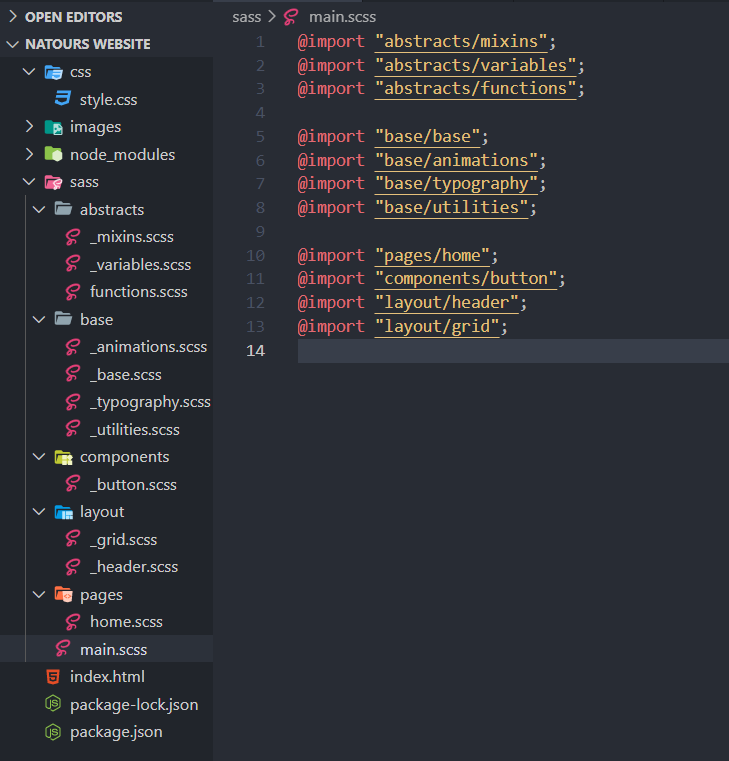 OPEN EDITORS
NATOURS WEBSITE
css
style.css
images
node_modules
sass
abstracts
_mixins.scss
_variables.scss
functions.scss
base
_animations.scss
_base.scss
_typography.scss
_utilities.scss
components
_button.scss
layout
_grid.scss
_header.scss
pages
home.scss
main.scss
index.html
package-lock.json
package.json
sass > main.scss
1 @import "abstracts/mixins";
2 @import "abstracts/variables";
3 @import "abstracts/functions";
4
5 @import "base/base";
6 @import "base/animations";
7 @import "base/typography";
8 @import "base/utilities";
9
10 @import "pages/home";
11 @import "components/button";
12 @import "layout/header";
13 @import "layout/grid";
14